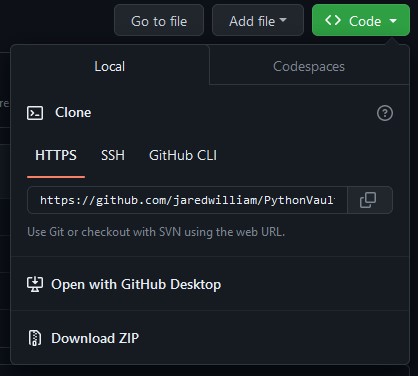 Go to file Add file Code
Local Codespaces
Clone
HTTPS SSH GitHub CLI
https://github.com/jaredwilliam/PythonVaul
Use Git or checkout with SVN using the web URL.
Open with GitHub Desktop
Download ZIP